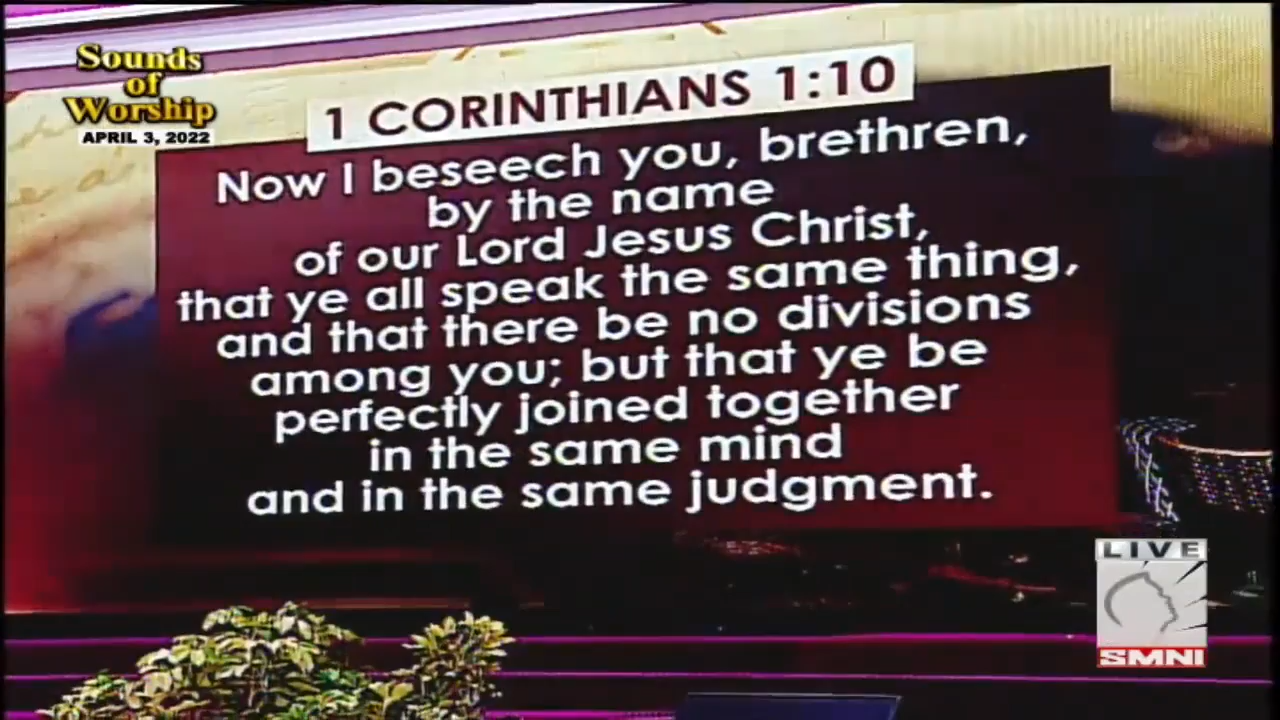 Sounds
of
Worship
APRIL 3, 2022
1 CORINTHIANS 1:10
Now I beseech you, brethren,
by the name
of our Lord Jesus Christ,
that ye all speak the same thing,
and that there be no divisions
among you; but that ye be
perfectly joined together
in the same mind
and in the same judgment.
LIVE
SMNI